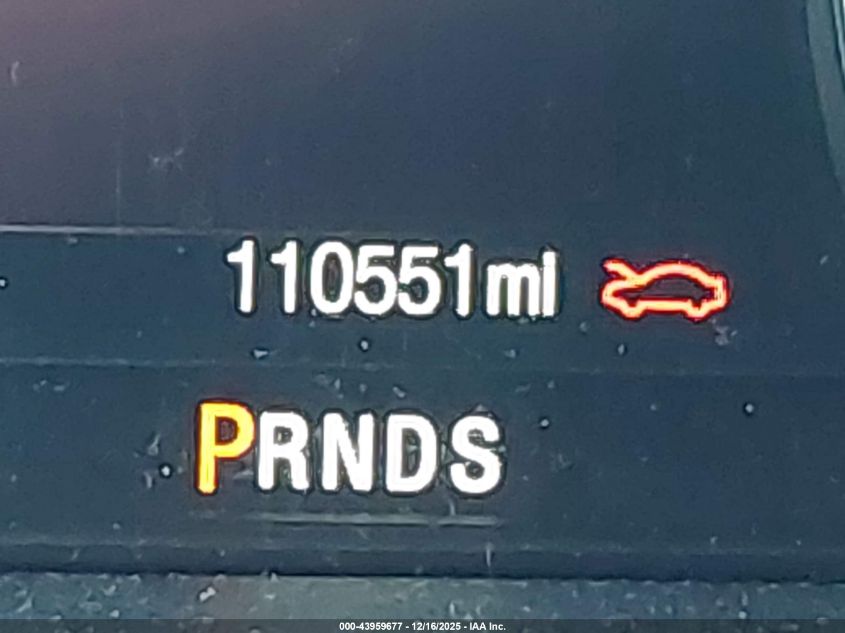 110551mi
PRNDS
000-43959677 - 12/16/2025 - IAA Inc.